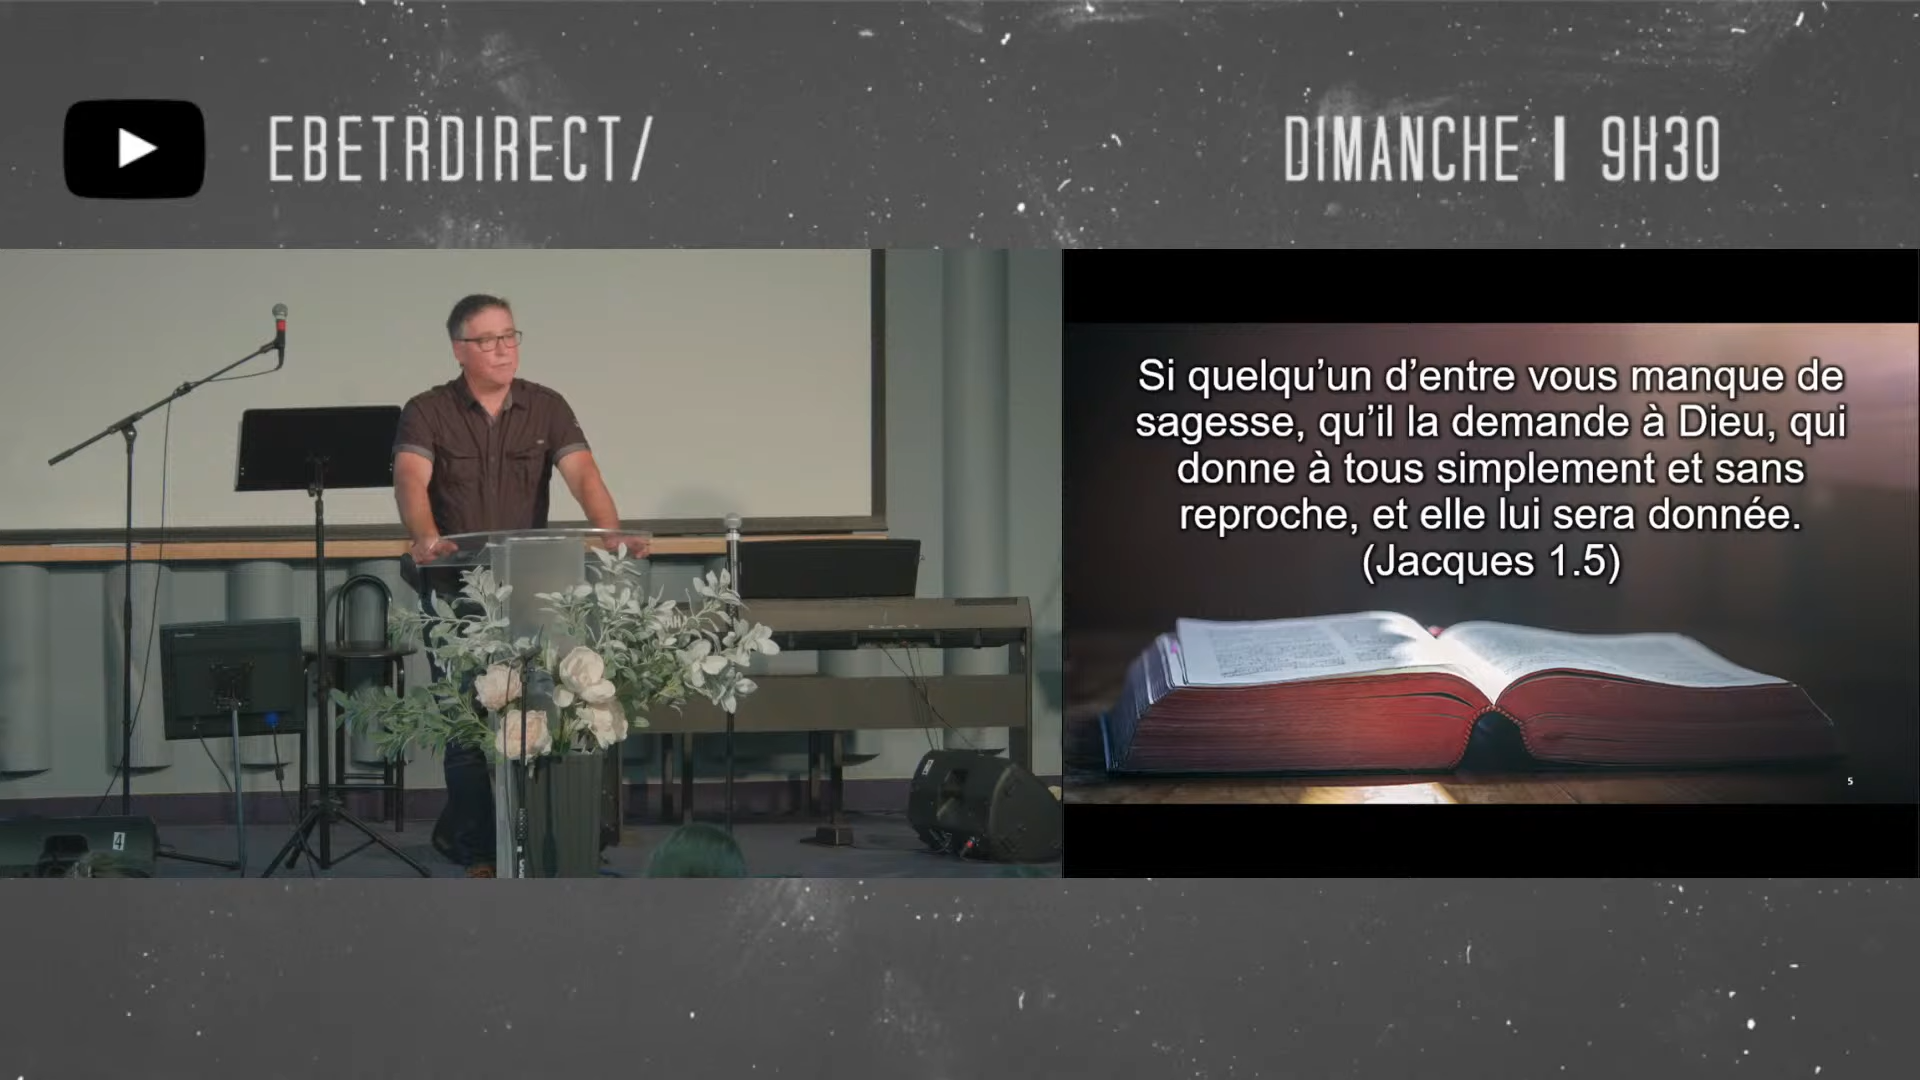 EBETRDIRECT/
DIMANCHE | 9H30
Si quelqu’un d’entre vous manque de
sagesse, qu’il la demande à Dieu, qui
donne à tous simplement et sans
reproche, et elle lui sera donnée.
(Jacques 1.5)
5
4